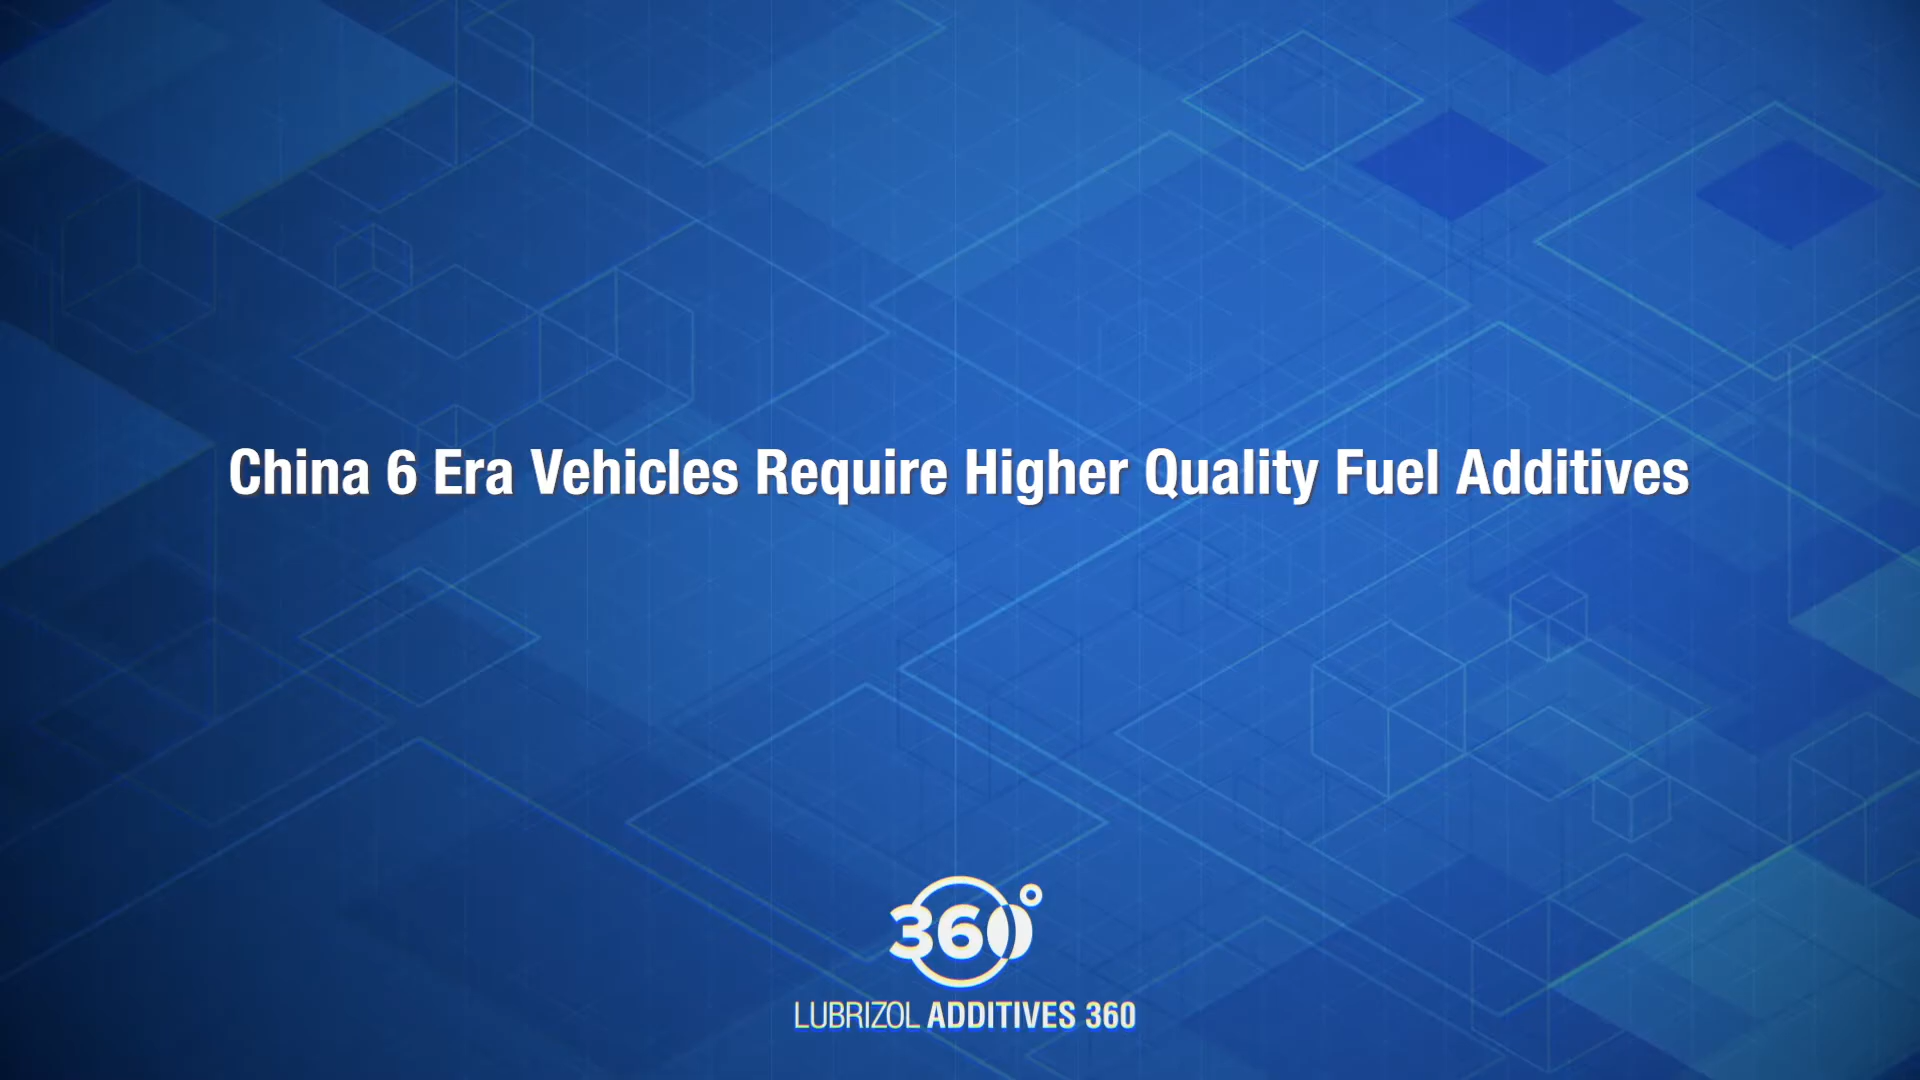 China 6 Era Vehicles Require Higher Quality Fuel Additives
360°
LUBRIZOL ADDITIVES 360